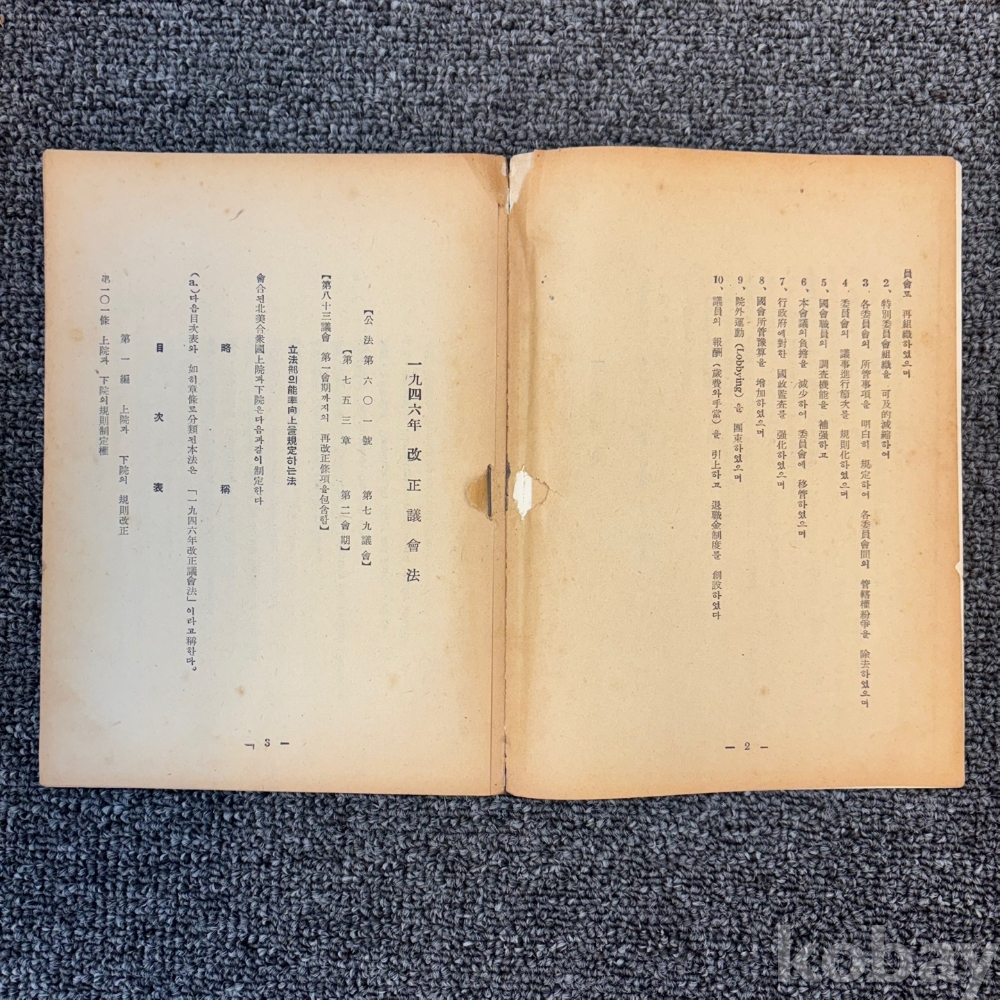 員會로 再組織하였으며
2、特別委員會組織을 可及的減縮하여
3 各委員會의 所管事項을 明白히 規定하여 各委員會間의 管轄權紛爭을 除去하였으며
4、委員會의 議事進行節次를 規則化하였으며
5、國會職員의 調査機能을 補强하고
6、本會議의負擔을 減少하여 委員會에 移管하였으며
7、行政府에對한 國政監査를 强化하였으며
8、國會所管豫算을 增加하였으며
9、院外運動(Lobbying)을 團束하였으며
10、議員의 報酬(歲費와手當)을 引上하고 退職金制度를 創設하였다
— 2 —
一九四六年 改正議會法
【公法第六〇一號 第七九議會】
【第七五三章 第二會期】
【第八十三議會 第一會期까지의 再改正條項을包含함】
立法部의能率向上을規定하는法
會合된北美合衆國上院과下院은다음과같이制定한다
略 稱
(a、)다음目次表와 如히章條로分類된本法은 「一九四六年改正議會法」이라고稱한다。
目 次 表
第一編 上院과 下院의 規則改正
第一〇一條 上院과 下院의規則制定權
3 —
kobay